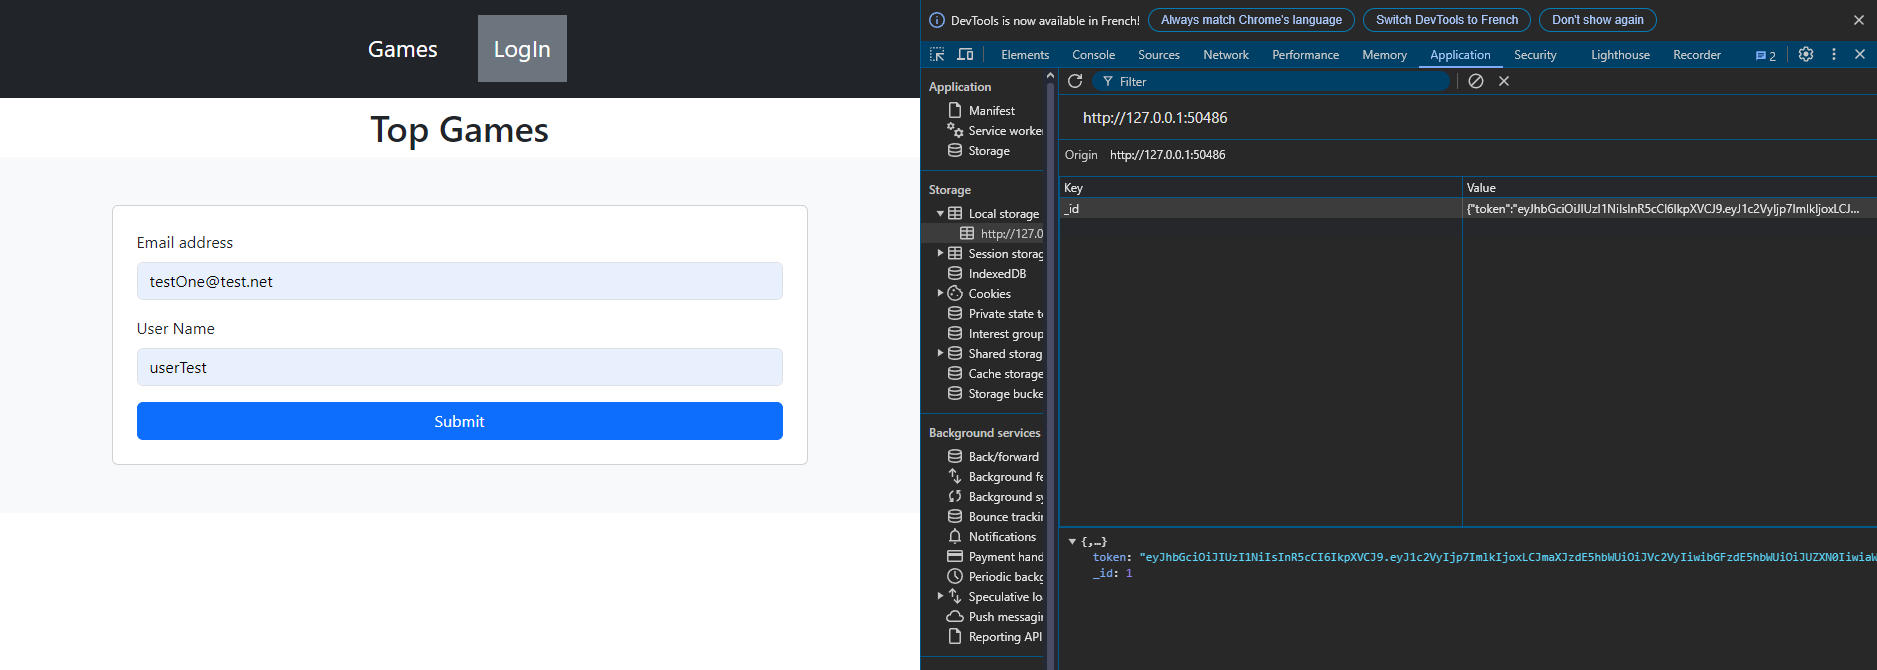 Games LogIn
Top Games
Email address
testOne@test.net
User Name
userTest
Submit
DevTools is now available in French! Always match Chrome's language Switch DevTools to French Don't show again
Elements Console Sources Network Performance Memory Application Security Lighthouse Recorder 2
Application
Manifest
Service worke
Storage
Storage
Local storage
http://127.0
Session storag
IndexedDB
Cookies
Private state t
Interest group
Shared storag
Cache storage
Storage bucke
Background services
Back/forward
Background fe
Background sy
Bounce trackin
Notifications
Payment hand
Periodic backg
Speculative lo
Push messagin
Reporting API
Filter
http://127.0.0.1:50486
Origin http://127.0.0.1:50486
Key Value
_id {"token":"eyJhbGciOiJIUzI1NiIsInR5cCI6IkpXVCJ9.eyJ1c2VyIjp7ImlkIjoxLCJ...
{,…}
token: "eyJhbGciOiJIUzI1NiIsInR5cCI6IkpXVCJ9.eyJ1c2VyIjp7ImlkIjoxLCJmaXJzdE5hbWUiOiJVc2VyIiwibGFzdE5hbWUiOiJUZXN0Iiwiaw
_id: 1